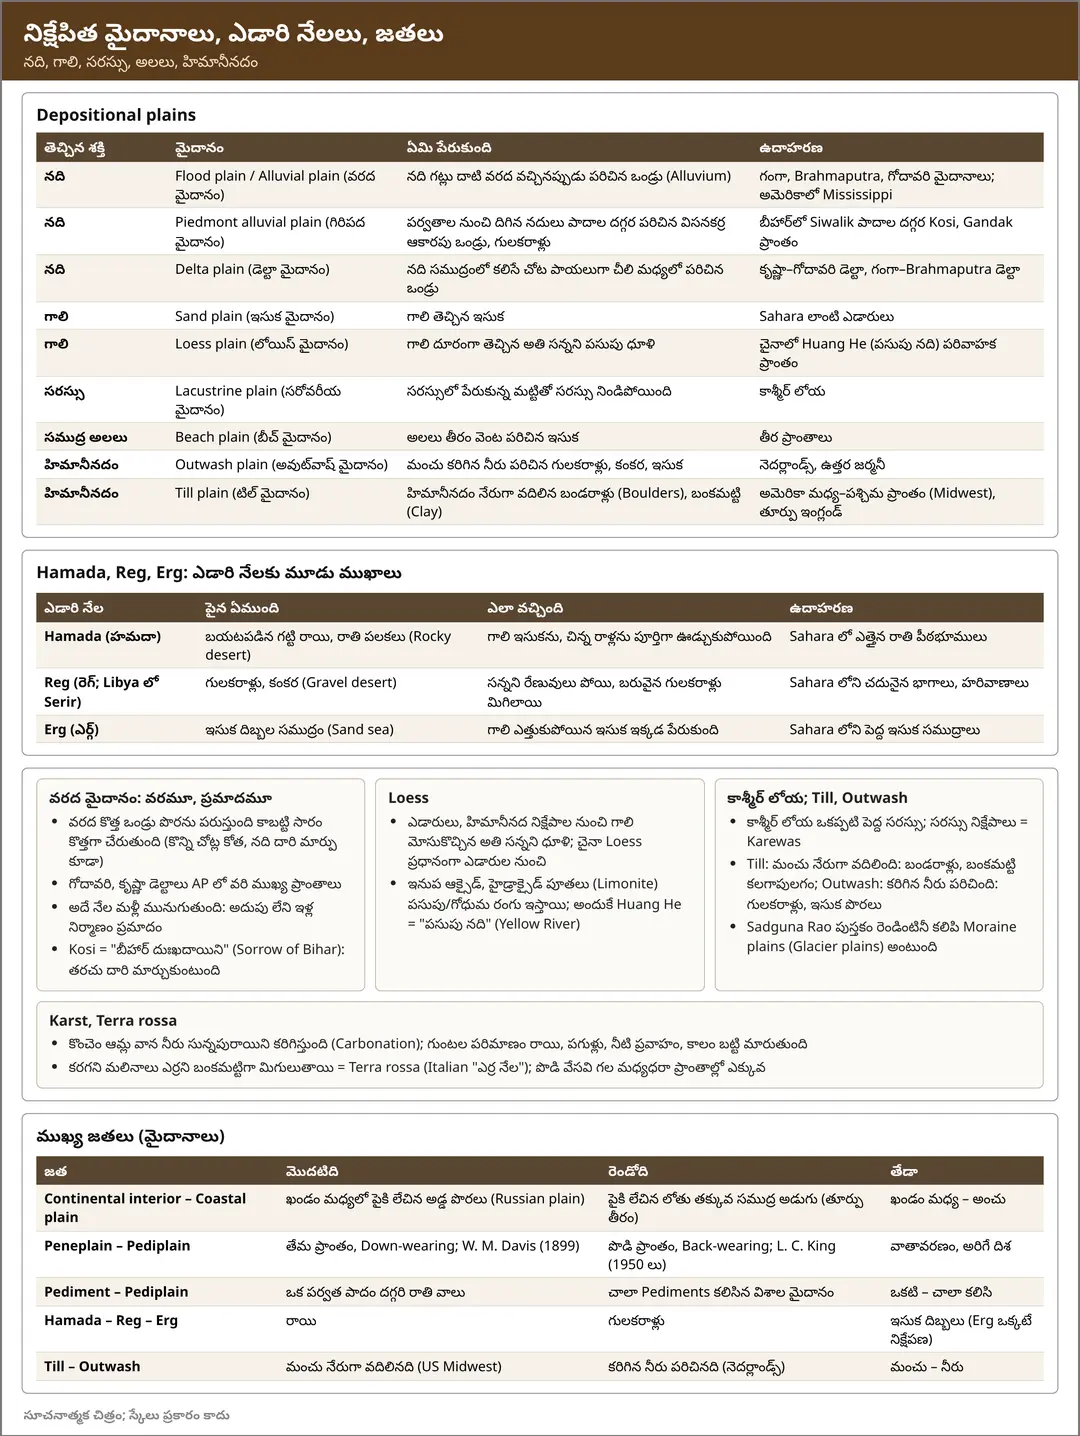 నిక్షేపిత మైదానాలు, ఎడారి నేలలు, జతలు
నది, గాలి, సరస్సు, అలలు, హిమానీనదం
Depositional plains
తెచ్చిన శక్తి మైదానం ఏమి పేరుకుంది ఉదాహరణ
నది Flood plain / Alluvial plain (వరద మైదానం) నది గట్లు దాటి వరద వచ్చినప్పుడు పరిచిన ఒండ్రు (Alluvium) గంగా, Brahmaputra, గోదావరి మైదానాలు; అమెరికాలో Mississippi
నది Piedmont alluvial plain (గిరిపద మైదానం) పర్వతాల నుంచి దిగిన నదులు పాదాల దగ్గర పరిచిన విసనకర్ర ఆకారపు ఒండ్రు, గులకరాళ్లు బీహార్‌లో Siwalik పాదాల దగ్గర Kosi, Gandak ప్రాంతం
నది Delta plain (డెల్టా మైదానం) నది సముద్రంలో కలిసే చోట పాయలుగా చీలి మధ్యలో పరిచిన ఒండ్రు కృష్ణా–గోదావరి డెల్టా, గంగా–Brahmaputra డెల్టా
గాలి Sand plain (ఇసుక మైదానం) గాలి తెచ్చిన ఇసుక Sahara లాంటి ఎడారులు
గాలి Loess plain (లోయిస్ మైదానం) గాలి దూరంగా తెచ్చిన అతి సన్నని పసుపు ధూళి చైనాలో Huang He (పసుపు నది) పరివాహక ప్రాంతం
సరస్సు Lacustrine plain (సరోవరీయ మైదానం) సరస్సులో పేరుకున్న మట్టితో సరస్సు నిండిపోయింది కాశ్మీర్ లోయ
సముద్ర అలలు Beach plain (బీచ్ మైదానం) అలలు తీరం వెంట పరిచిన ఇసుక తీర ప్రాంతాలు
హిమానీనదం Outwash plain (అవుట్‌వాష్ మైదానం) మంచు కరిగిన నీరు పరిచిన గులకరాళ్లు, కంకర, ఇసుక నెదర్లాండ్స్, ఉత్తర జర్మనీ
హిమానీనదం Till plain (టిల్ మైదానం) హిమానీనదం నేరుగా వదిలిన బండరాళ్లు (Boulders), బంకమట్టి (Clay) అమెరికా మధ్య–పశ్చిమ ప్రాంతం (Midwest), తూర్పు ఇంగ్లండ్
Hamada, Reg, Erg: ఎడారి నేలకు మూడు ముఖాలు
ఎడారి నేల పైన ఏముంది ఎలా వచ్చింది ఉదాహరణ
Hamada (హమదా) బయటపడిన గట్టి రాయి, రాతి పలకలు (Rocky desert) గాలి ఇసుకను, చిన్న రాళ్లను పూర్తిగా ఊడ్చుకుపోయింది Sahara లో ఎత్తైన రాతి పీఠభూములు
Reg (రెగ్; Libya లో Serir) గులకరాళ్లు, కంకర (Gravel desert) సన్నని రేణువులు పోయి, బరువైన గులకరాళ్లు మిగిలాయి Sahara లోని చదునైన భాగాలు, హరివాణాలు
Erg (ఎర్గ్) ఇసుక దిబ్బల సముద్రం (Sand sea) గాలి ఎత్తుకుపోయిన ఇసుక ఇక్కడ పేరుకుంది Sahara లోని పెద్ద ఇసుక సముద్రాలు
వరద మైదానం: వరమూ, ప్రమాదమూ
• వరద కొత్త ఒండ్రు పొరను పరుస్తుంది కాబట్టి సారం
కొత్తగా చేరుతుంది (కొన్ని చోట్ల కోత, నది దారి మార్పు
కూడా)
• గోదావరి, కృష్ణా డెల్టాలు AP లో వరి ముఖ్య ప్రాంతాలు
• అదే నేల మళ్లీ మునుగుతుంది: అదుపు లేని ఇళ్ల
నిర్మాణం ప్రమాదం
• Kosi = "బీహార్ దుఃఖదాయిని" (Sorrow of Bihar):
తరచు దారి మార్చుకుంటుంది
Loess
• ఎడారులు, హిమానీనద నిక్షేపాల నుంచి గాలి
మోసుకొచ్చిన అతి సన్నని ధూళి; చైనా Loess
ప్రధానంగా ఎడారుల నుంచి
• ఇనుప ఆక్సైడ్, హైడ్రాక్సైడ్ పూతలు (Limonite)
పసుపు/గోధుమ రంగు ఇస్తాయి; అందుకే Huang He
= "పసుపు నది" (Yellow River)
కాశ్మీర్ లోయ; Till, Outwash
• కాశ్మీర్ లోయ ఒకప్పటి పెద్ద సరస్సు; సరస్సు నిక్షేపాలు =
Karewas
• Till: మంచు నేరుగా వదిలింది: బండరాళ్లు, బంకమట్టి
కలగాపులగం; Outwash: కరిగిన నీరు పరిచింది:
గులకరాళ్లు, ఇసుక పొరలు
• Sadguna Rao పుస్తకం రెండింటినీ కలిపి Moraine
plains (Glacier plains) అంటుంది
Karst, Terra rossa
• కొంచెం ఆమ్ల వాన నీరు సున్నపురాయిని కరిగిస్తుంది (Carbonation); గుంటల పరిమాణం రాయి, పగుళ్లు, నీటి ప్రవాహం, కాలం బట్టి మారుతుంది
• కరగని మలినాలు ఎర్రని బంకమట్టిగా మిగులుతాయి = Terra rossa (Italian "ఎర్ర నేల"); పొడి వేసవి గల మధ్యధరా ప్రాంతాల్లో ఎక్కువ
ముఖ్య జతలు (మైదానాలు)
జత మొదటిది రెండోది తేడా
Continental interior – Coastal plain ఖండం మధ్యలో పైకి లేచిన అడ్డ పొరలు (Russian plain) పైకి లేచిన లోతు తక్కువ సముద్ర అడుగు (తూర్పు తీరం) ఖండం మధ్య – అంచు
Peneplain – Pediplain తేమ ప్రాంతం, Down-wearing; W. M. Davis (1899) పొడి ప్రాంతం, Back-wearing; L. C. King (1950 లు) వాతావరణం, అరిగే దిశ
Pediment – Pediplain ఒక పర్వత పాదం దగ్గరి రాతి వాలు చాలా Pediments కలిసిన విశాల మైదానం ఒకటి – చాలా కలిసి
Hamada – Reg – Erg రాయి గులకరాళ్లు ఇసుక దిబ్బలు (Erg ఒక్కటే నిక్షేపణ)
Till – Outwash మంచు నేరుగా వదిలినది (US Midwest) కరిగిన నీరు పరిచినది (నెదర్లాండ్స్) మంచు – నీరు
సూచనాత్మక చిత్రం; స్కేలు ప్రకారం కాదు